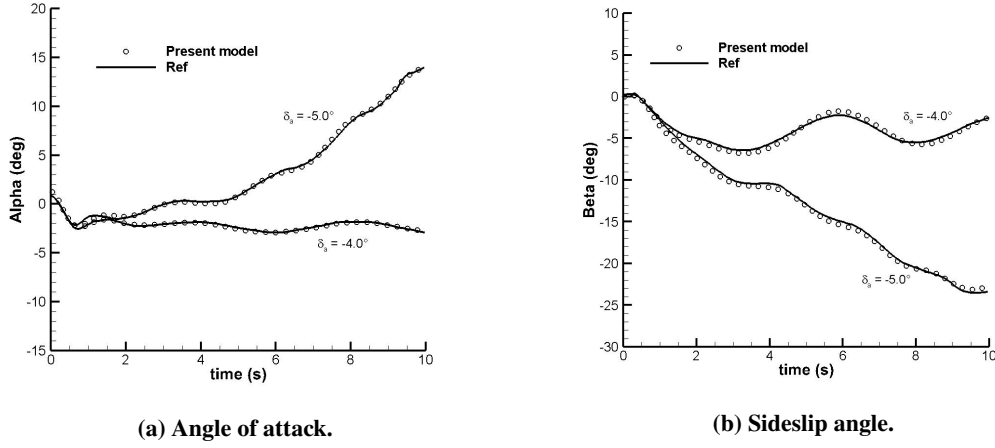 20
15
10
5
0
-5
-10
-15
Alpha (deg)
Present model
Ref
δa = -5.0°
δa = -4.0°
0 2 4 6 8 10
time (s)
(a) Angle of attack.
10
5
0
-5
-10
-15
-20
-25
-30
Beta (deg)
Present model
Ref
δa = -4.0°
δa = -5.0°
0 2 4 6 8 10
time (s)
(b) Sideslip angle.